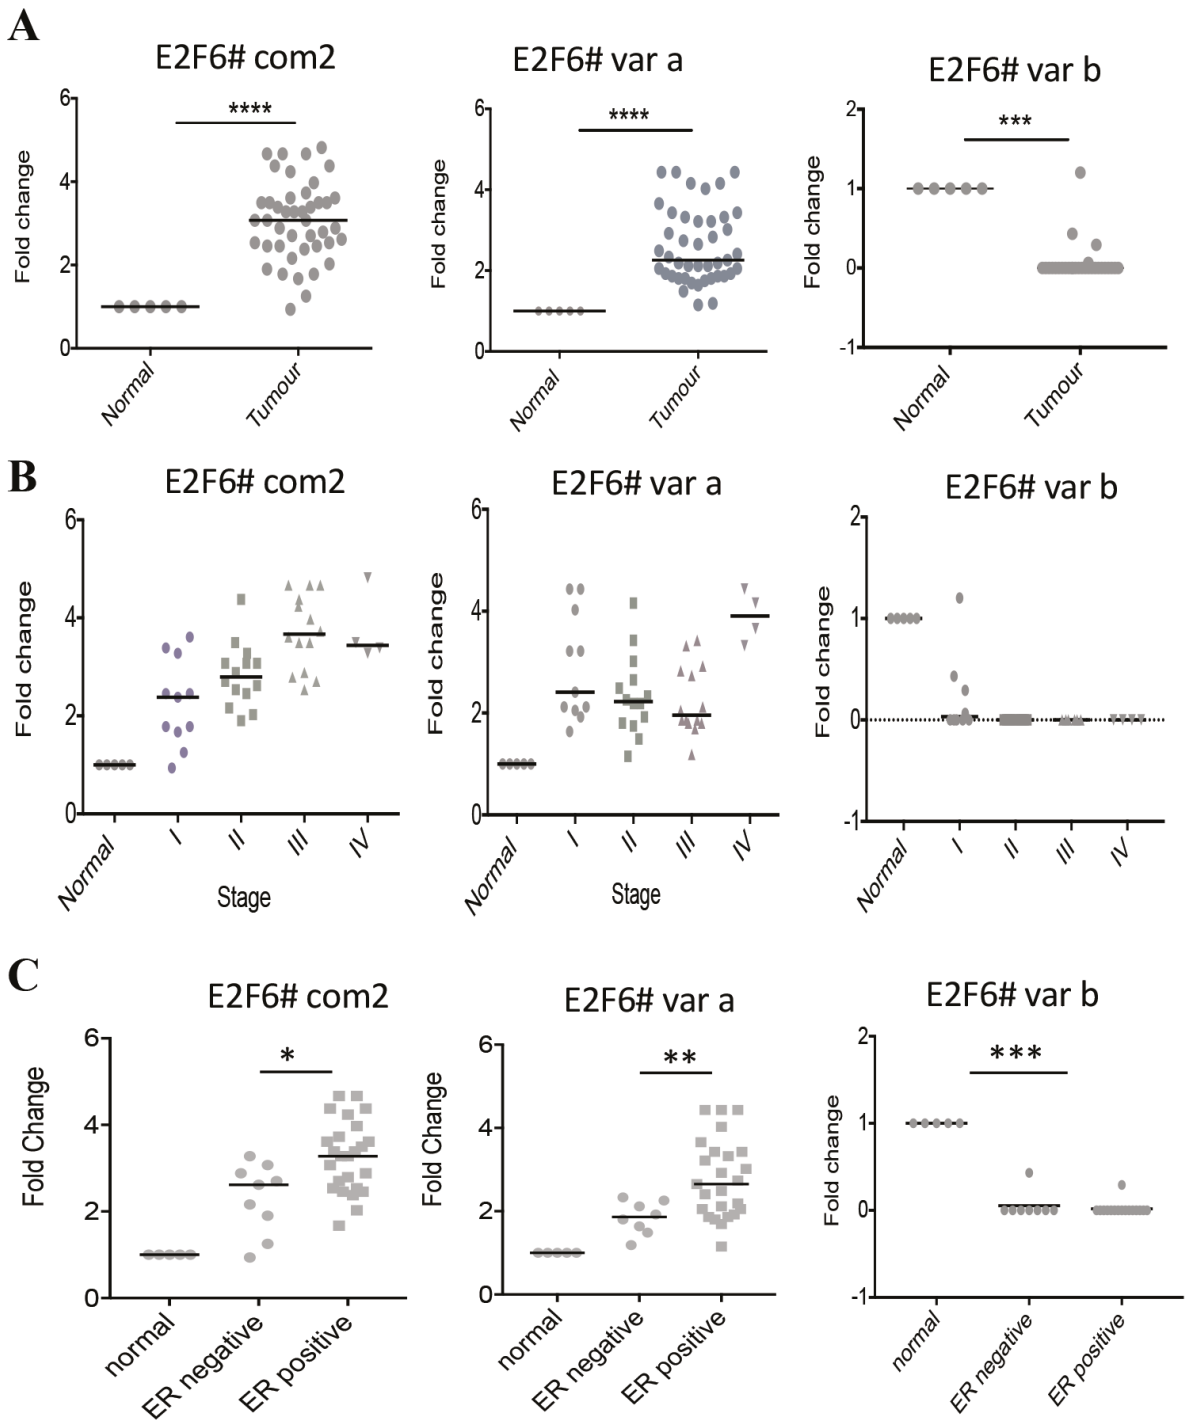 A
E2F6# com2
E2F6# var a
E2F6# var b
****
****
***
Fold change
Fold change
Fold change
6
4
2
0
6
4
2
0
2
1
0
-1
Normal
Tumour
Normal
Tumour
Normal
Tumour
B
E2F6# com2
E2F6# var a
E2F6# var b
Fold change
Fold change
Fold change
6
4
2
0
6
4
2
0
2
1
0
-1
Normal
I
II
III
IV
Normal
I
II
III
IV
Normal
I
II
III
IV
Stage
Stage
C
E2F6# com2
E2F6# var a
E2F6# var b
*
**
***
Fold Change
Fold Change
Fold change
6
4
2
0
6
4
2
0
2
1
0
-1
normal
ER negative
ER positive
normal
ER negative
ER positive
normal
ER negative
ER positive